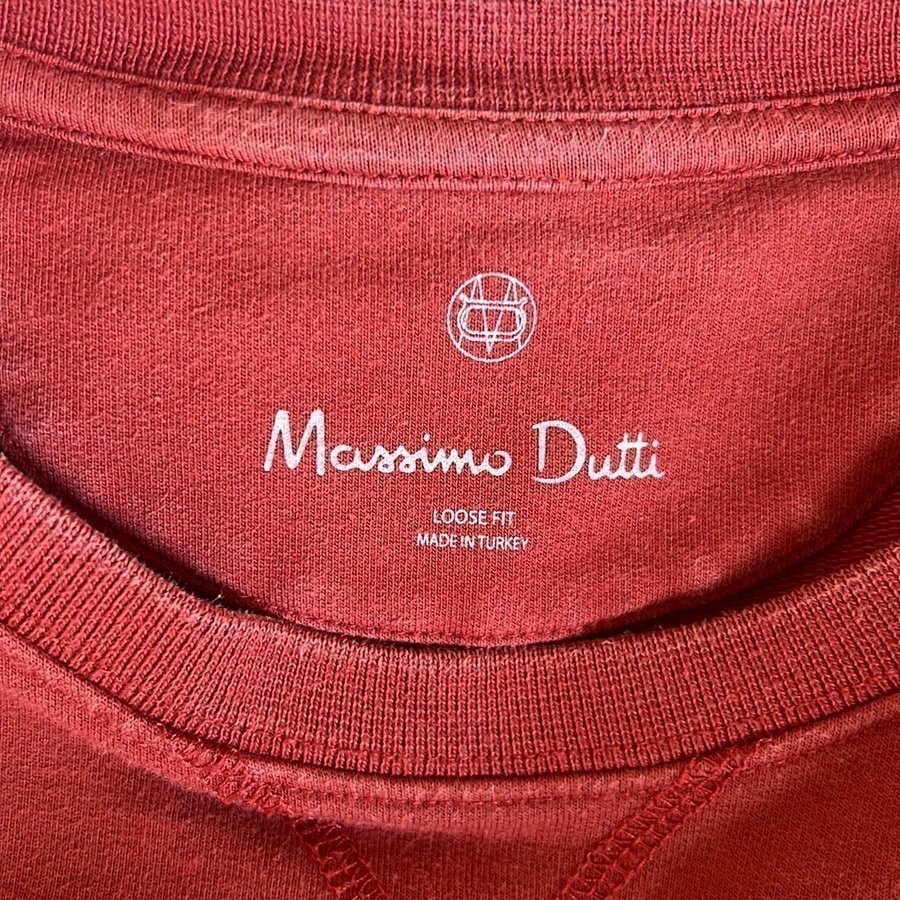 Massimo Dutti
LOOSE FIT
MADE IN TURKEY